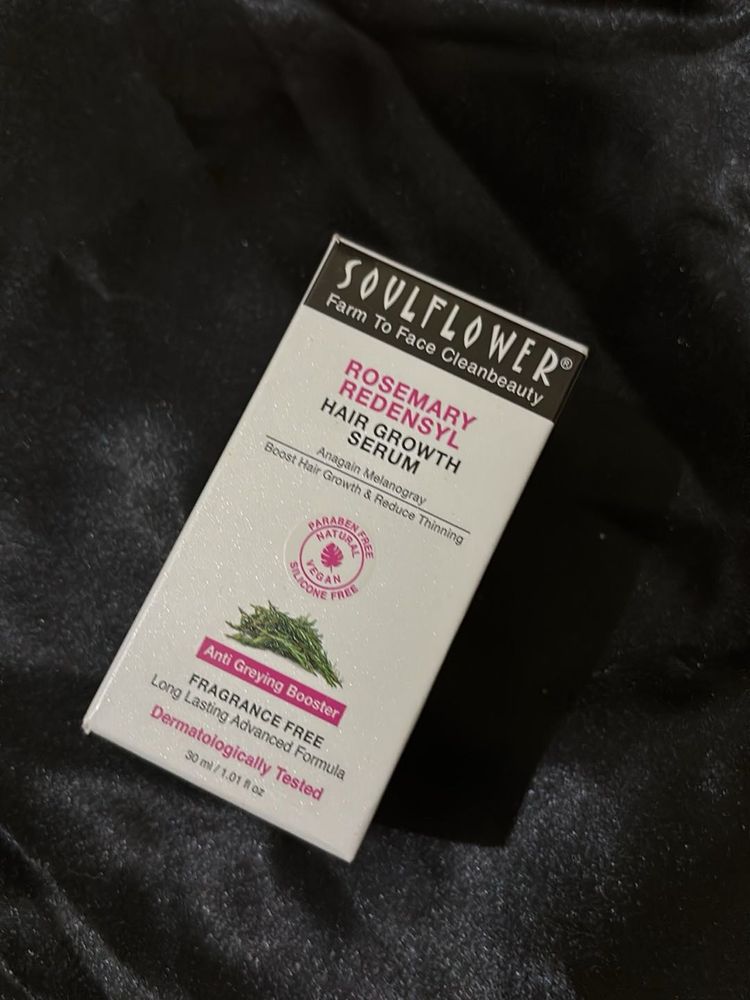 SOULFLOWER®
Farm To Face Cleanbeauty
ROSEMARY
REDENSYL
HAIR GROWTH
SERUM
Anagain Melanogray
Boost Hair Growth & Reduce Thinning
PARABEN FREE
NATURAL
VEGAN
SILICONE FREE
Anti Greying Booster
FRAGRANCE FREE
Long Lasting Advanced Formula
Dermatologically Tested
30 ml / 1.01 fl oz